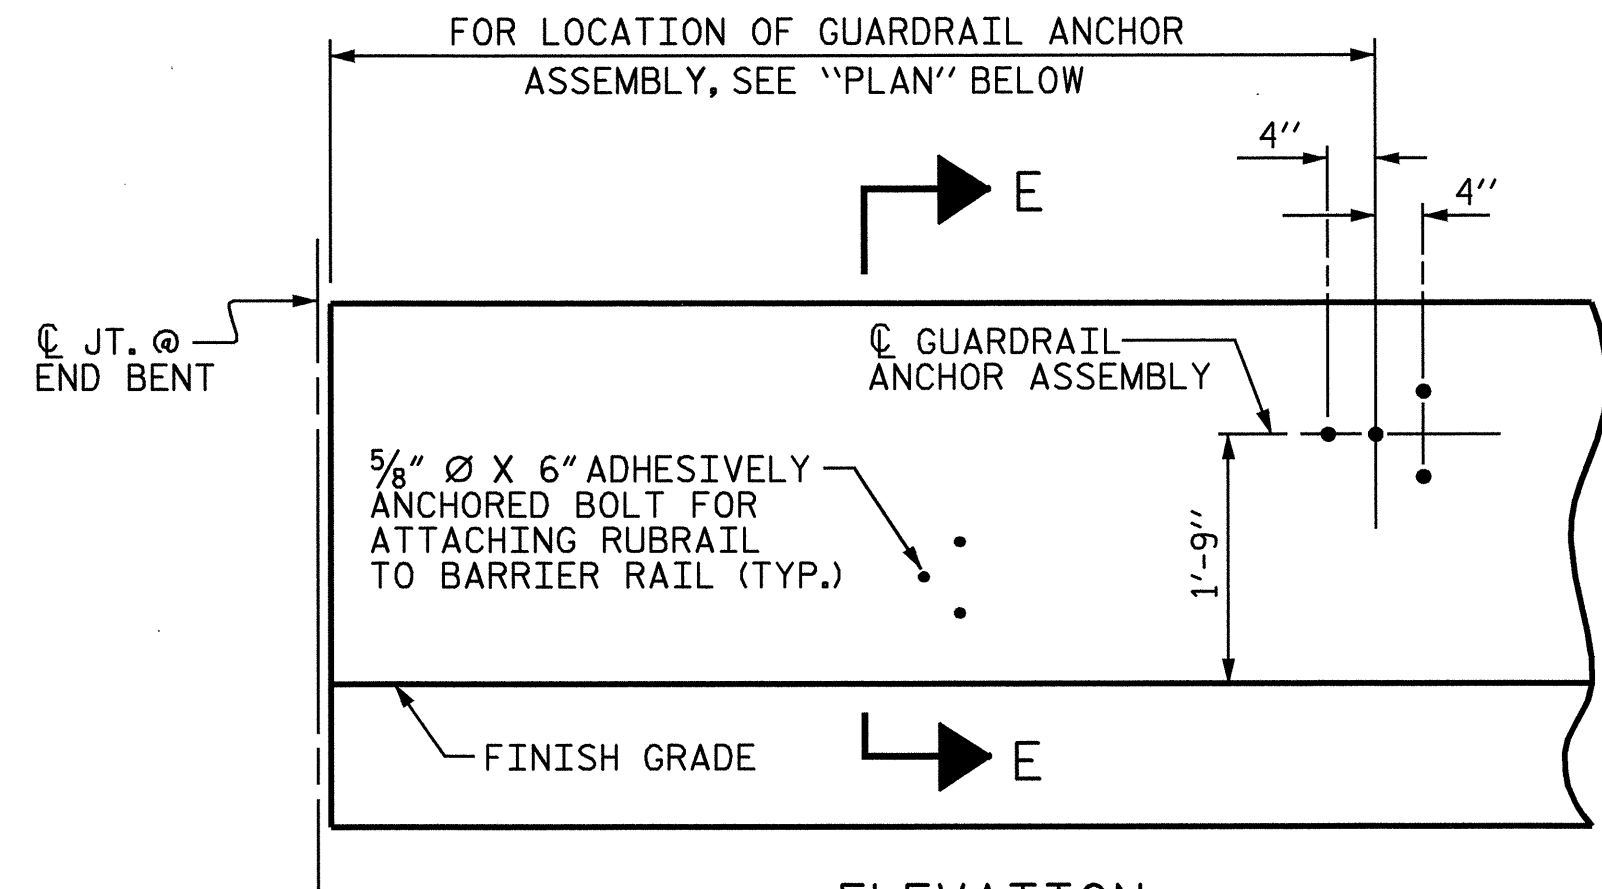 FOR LOCATION OF GUARDRAIL ANCHOR
ASSEMBLY, SEE "PLAN" BELOW
4"
4"
E
℄ JT. @
END BENT
℄ GUARDRAIL
ANCHOR ASSEMBLY
5/8" Ø X 6" ADHESIVELY
ANCHORED BOLT FOR
ATTACHING RUBRAIL
TO BARRIER RAIL (TYP.)
1'-9"
FINISH GRADE
E
ELEVATION